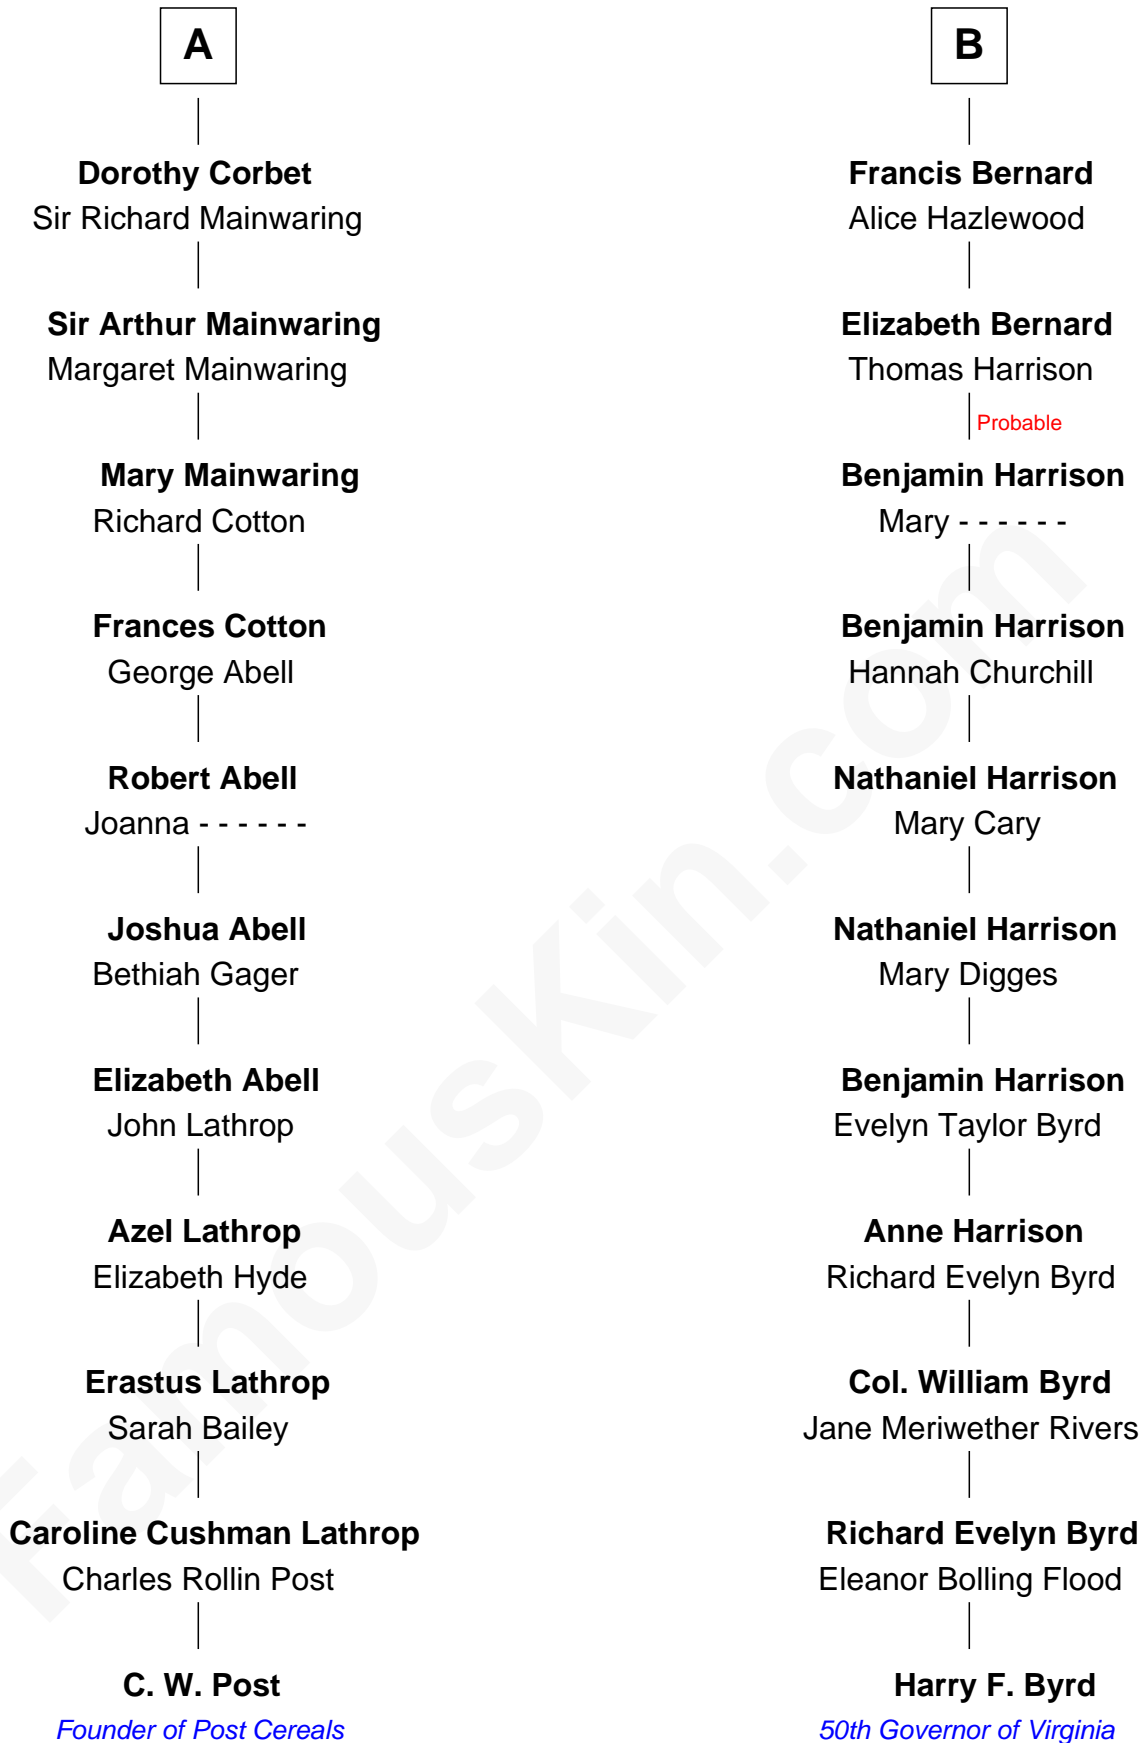 A
Dorothy Corbet
Sir Richard Mainwaring
Sir Arthur Mainwaring
Margaret Mainwaring
Mary Mainwaring
Richard Cotton
Frances Cotton
George Abell
Robert Abell
Joanna - - - - - -
Joshua Abell
Bethiah Gager
Elizabeth Abell
John Lathrop
Azel Lathrop
Elizabeth Hyde
Erastus Lathrop
Sarah Bailey
Caroline Cushman Lathrop
Charles Rollin Post
C. W. Post
Founder of Post Cereals
B
Francis Bernard
Alice Hazlewood
Elizabeth Bernard
Thomas Harrison
Probable
Benjamin Harrison
Mary - - - - - -
Benjamin Harrison
Hannah Churchill
Nathaniel Harrison
Mary Cary
Nathaniel Harrison
Mary Digges
Benjamin Harrison
Evelyn Taylor Byrd
Anne Harrison
Richard Evelyn Byrd
Col. William Byrd
Jane Meriwether Rivers
Richard Evelyn Byrd
Eleanor Bolling Flood
Harry F. Byrd
50th Governor of Virginia
FamousKin.com